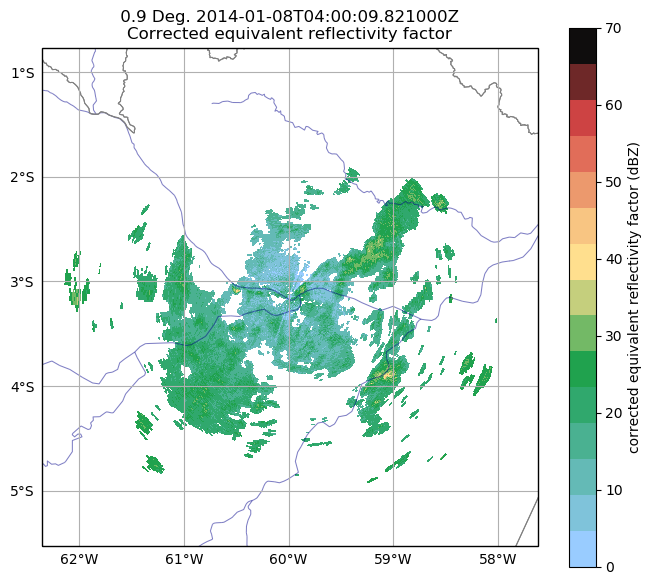 0.9 Deg. 2014-01-08T04:00:09.821000Z
Corrected equivalent reflectivity factor
1°S
2°S
3°S
4°S
5°S
62°W
61°W
60°W
59°W
58°W
70
60
50
40
30
20
10
0
corrected equivalent reflectivity factor (dBZ)